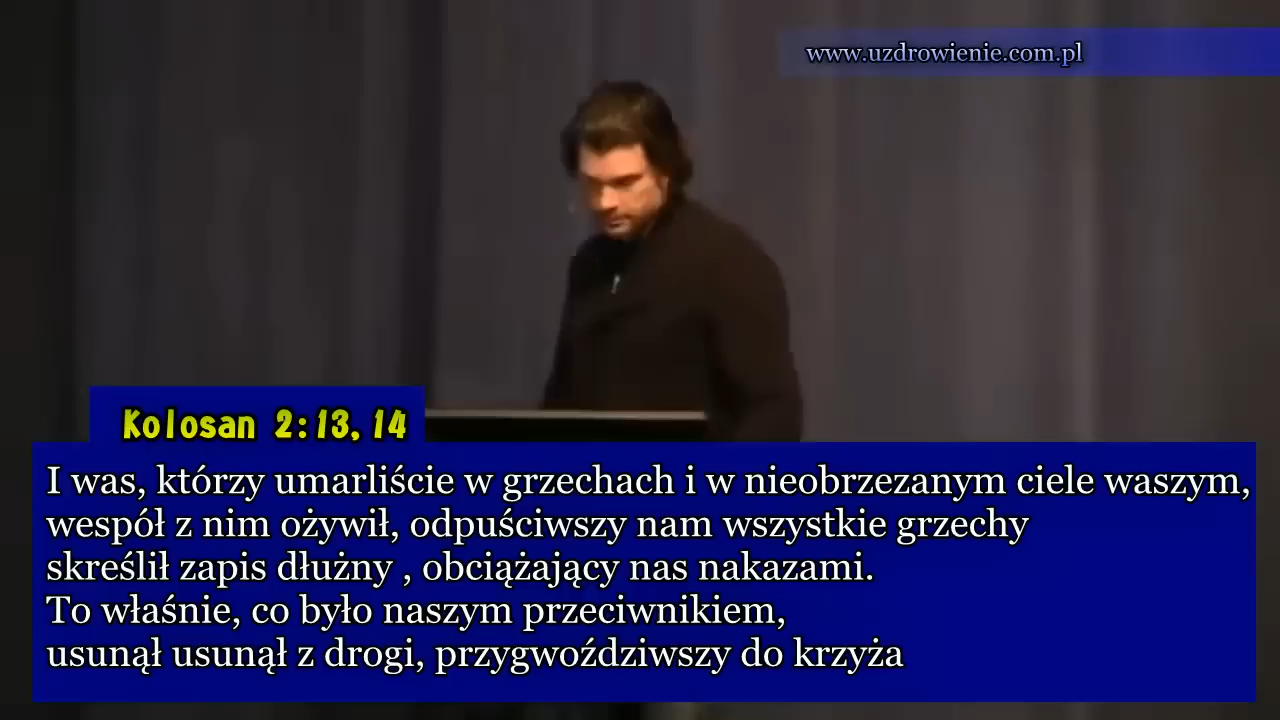 www.uzdrowienie.com.pl
Kolosan 2:13, 14
I was, którzy umarliście w grzechach i w nieobrzezanym ciele waszym,
wespół z nim ożywił, odpuściwszy nam wszystkie grzechy
skreślił zapis dłużny , obciążający nas nakazami.
To właśnie, co było naszym przeciwnikiem,
usunął usunął z drogi, przygwoździwszy do krzyża